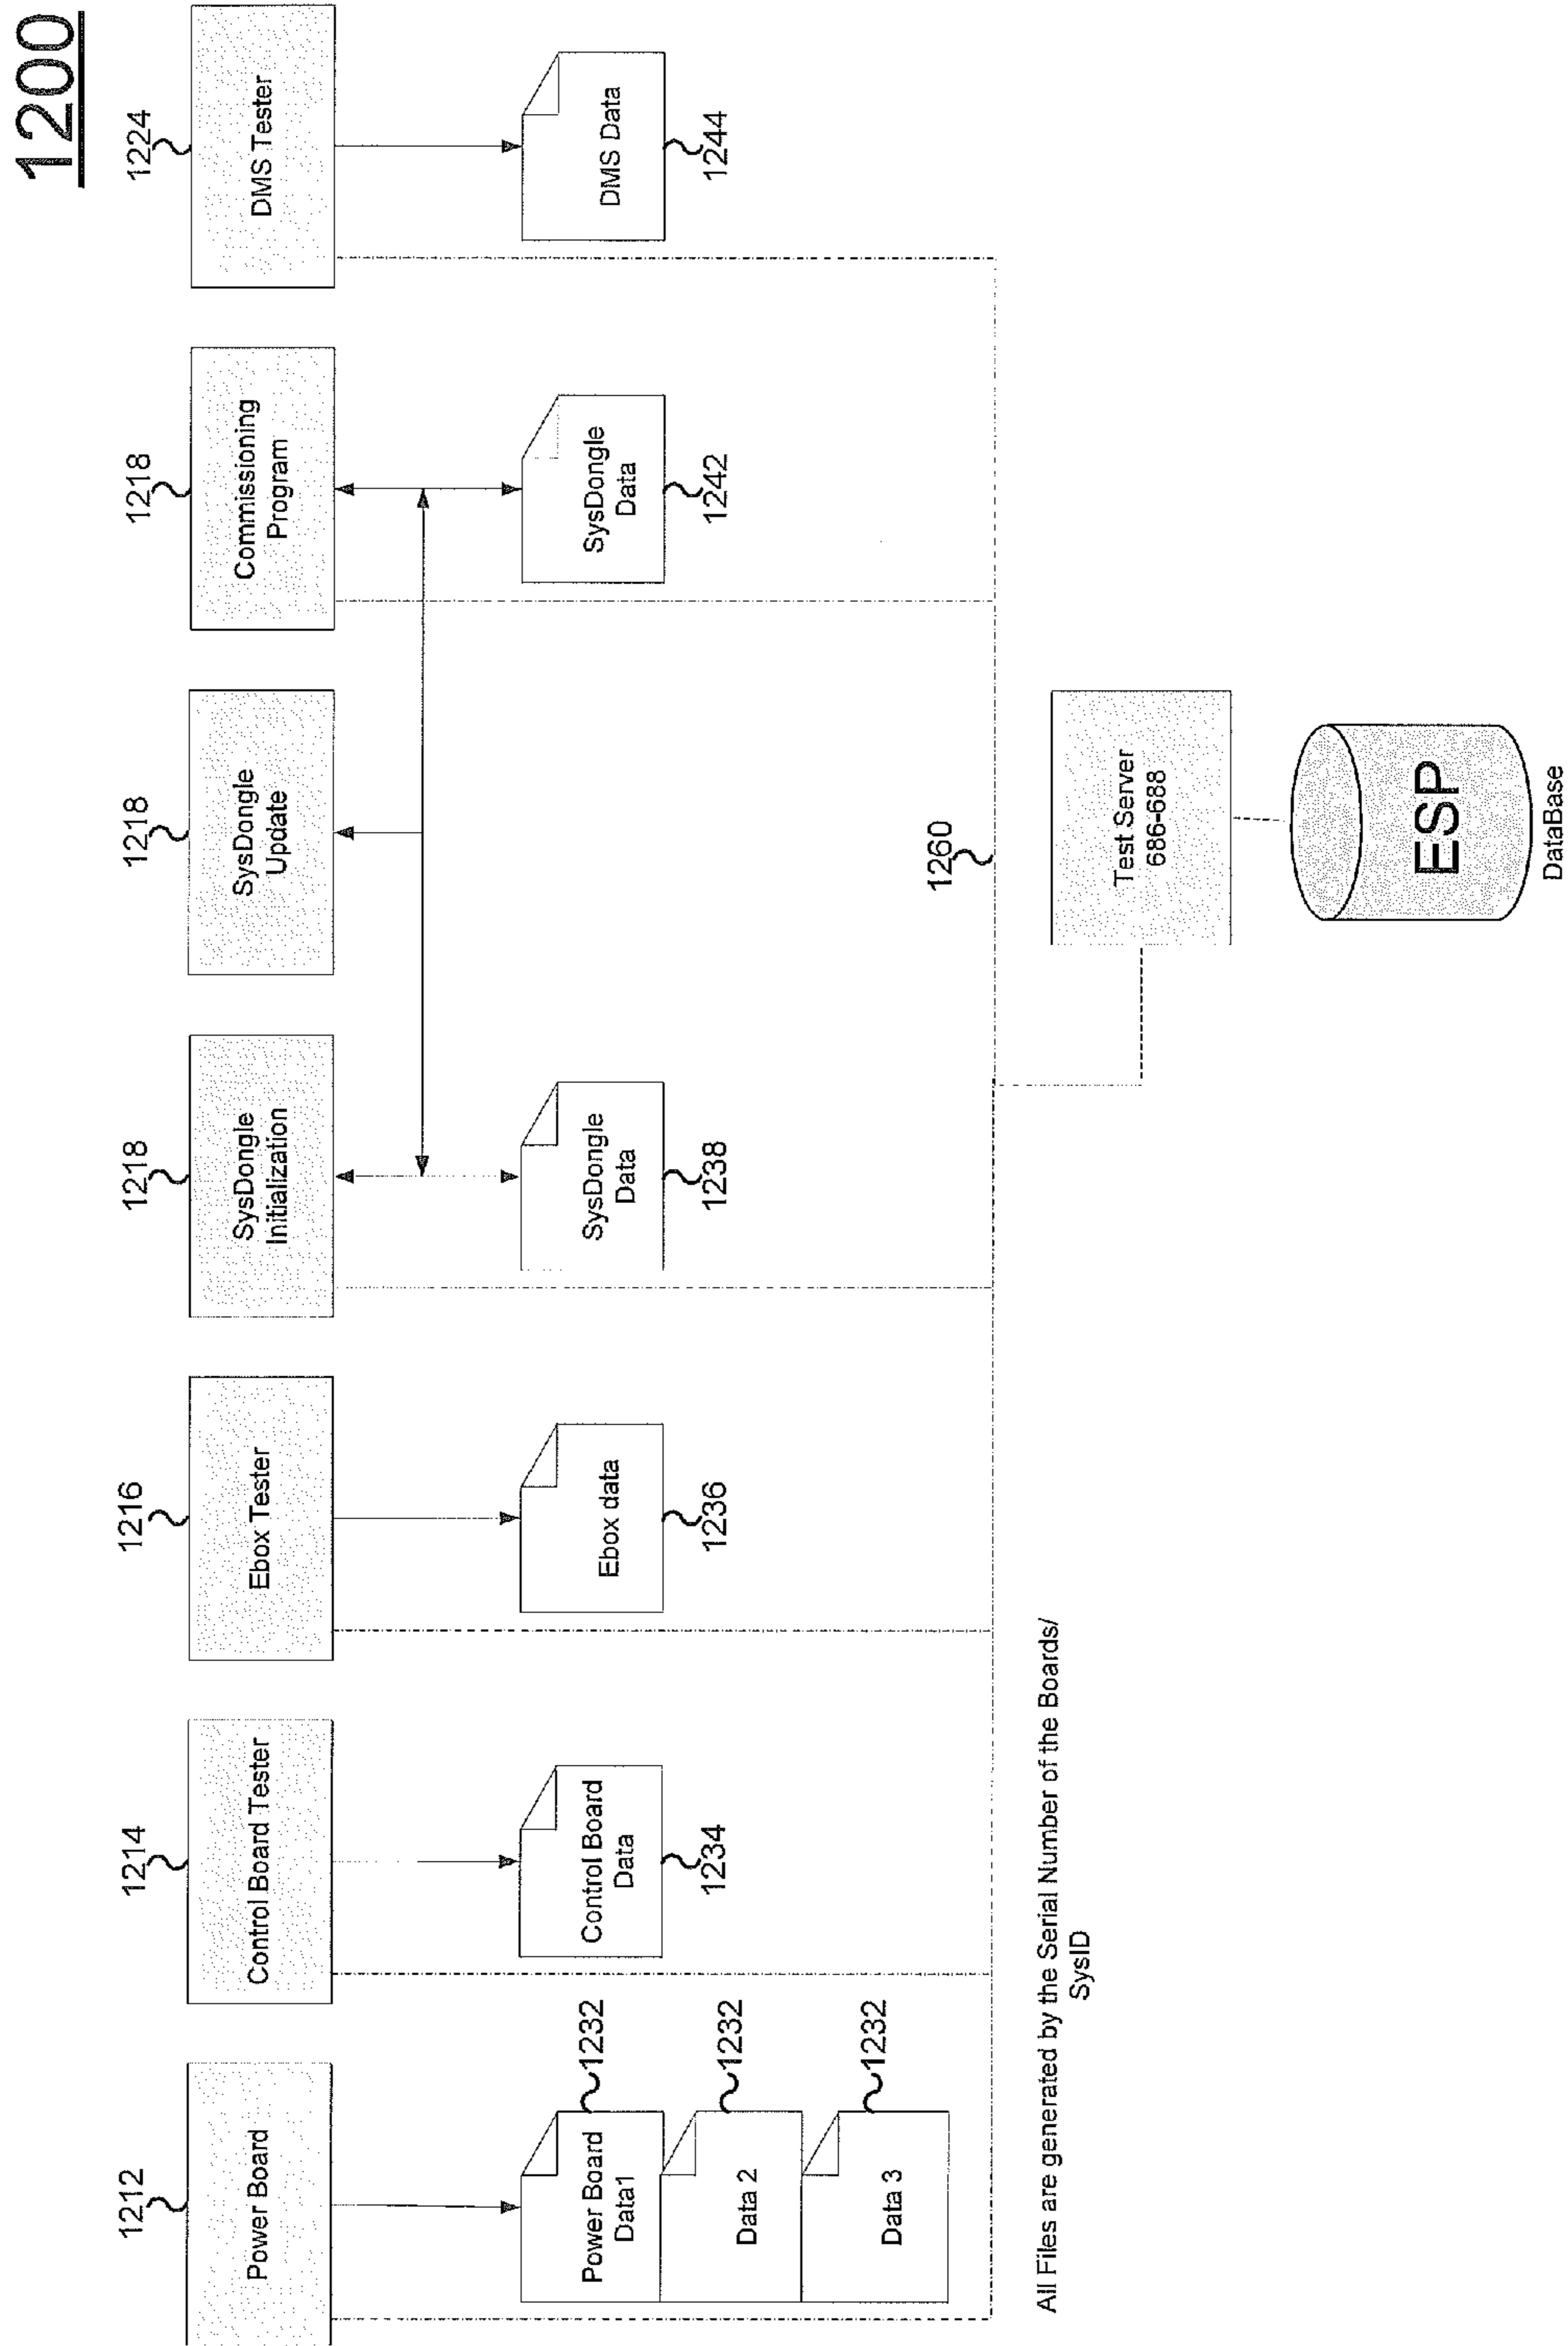 1200
1212
1214
1216
1218
1218
1218
1224
Power Board
Control Board Tester
Ebox Tester
SysDongle
Initialization
SysDongle
Update
Commissioning
Program
DMS Tester
Power Board
Data1
1232
Data 2
1232
Data 3
1232
Control Board
Data
1234
Ebox data
1236
SysDongle
Data
1238
SysDongle
Data
1242
DMS Data
1244
1260
All Files are generated by the Serial Number of the Boards/
SysID
Test Server
686-688
ESP
DataBase